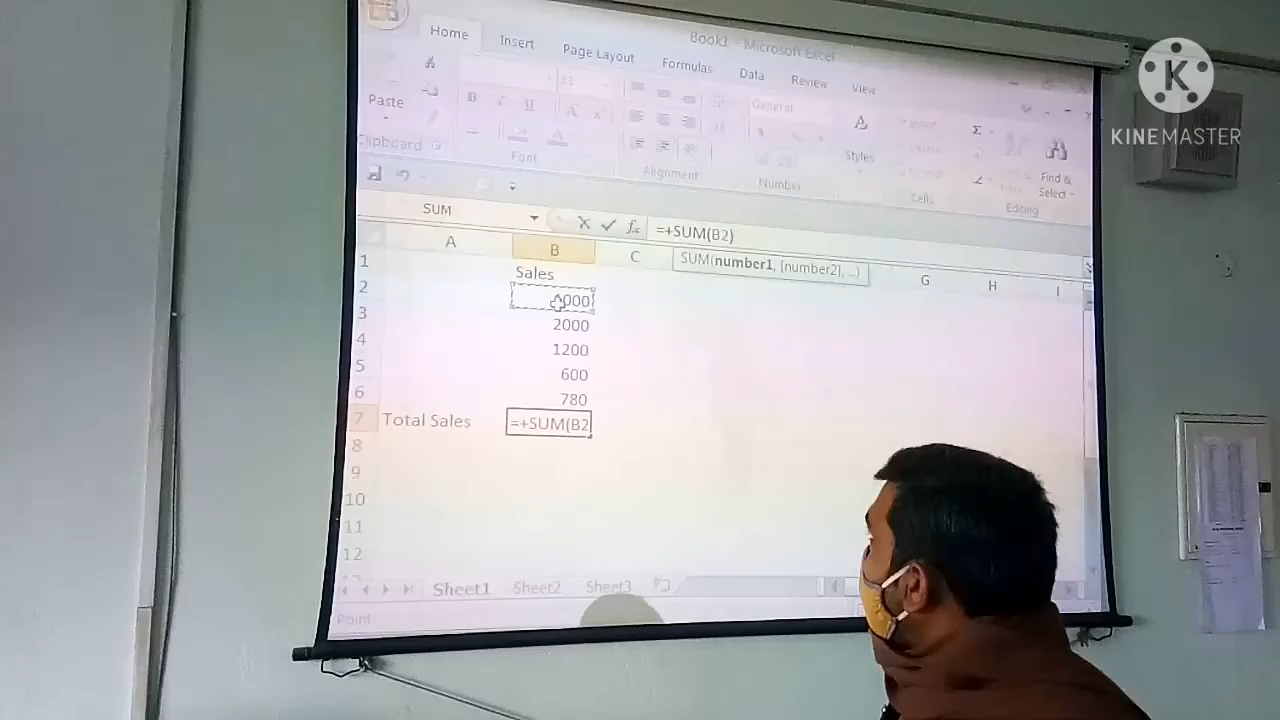 Book1 - Microsoft Excel
Home
Insert
Page Layout
Formulas
Data
Review
View
Paste
Clipboard
Font
Alignment
General
Number
Styles
Cells
Find &
Select
Editing
SUM
=+SUM(B2)
SUM(number1, [number2], ...)
A
B
C
G
H
I
1
Sales
2
3
2000
4
1200
5
600
6
780
7
Total Sales
=+SUM(B2
8
9
10
11
12
Sheet1
Sheet2
Sheet3
Point
K
KINEMASTER